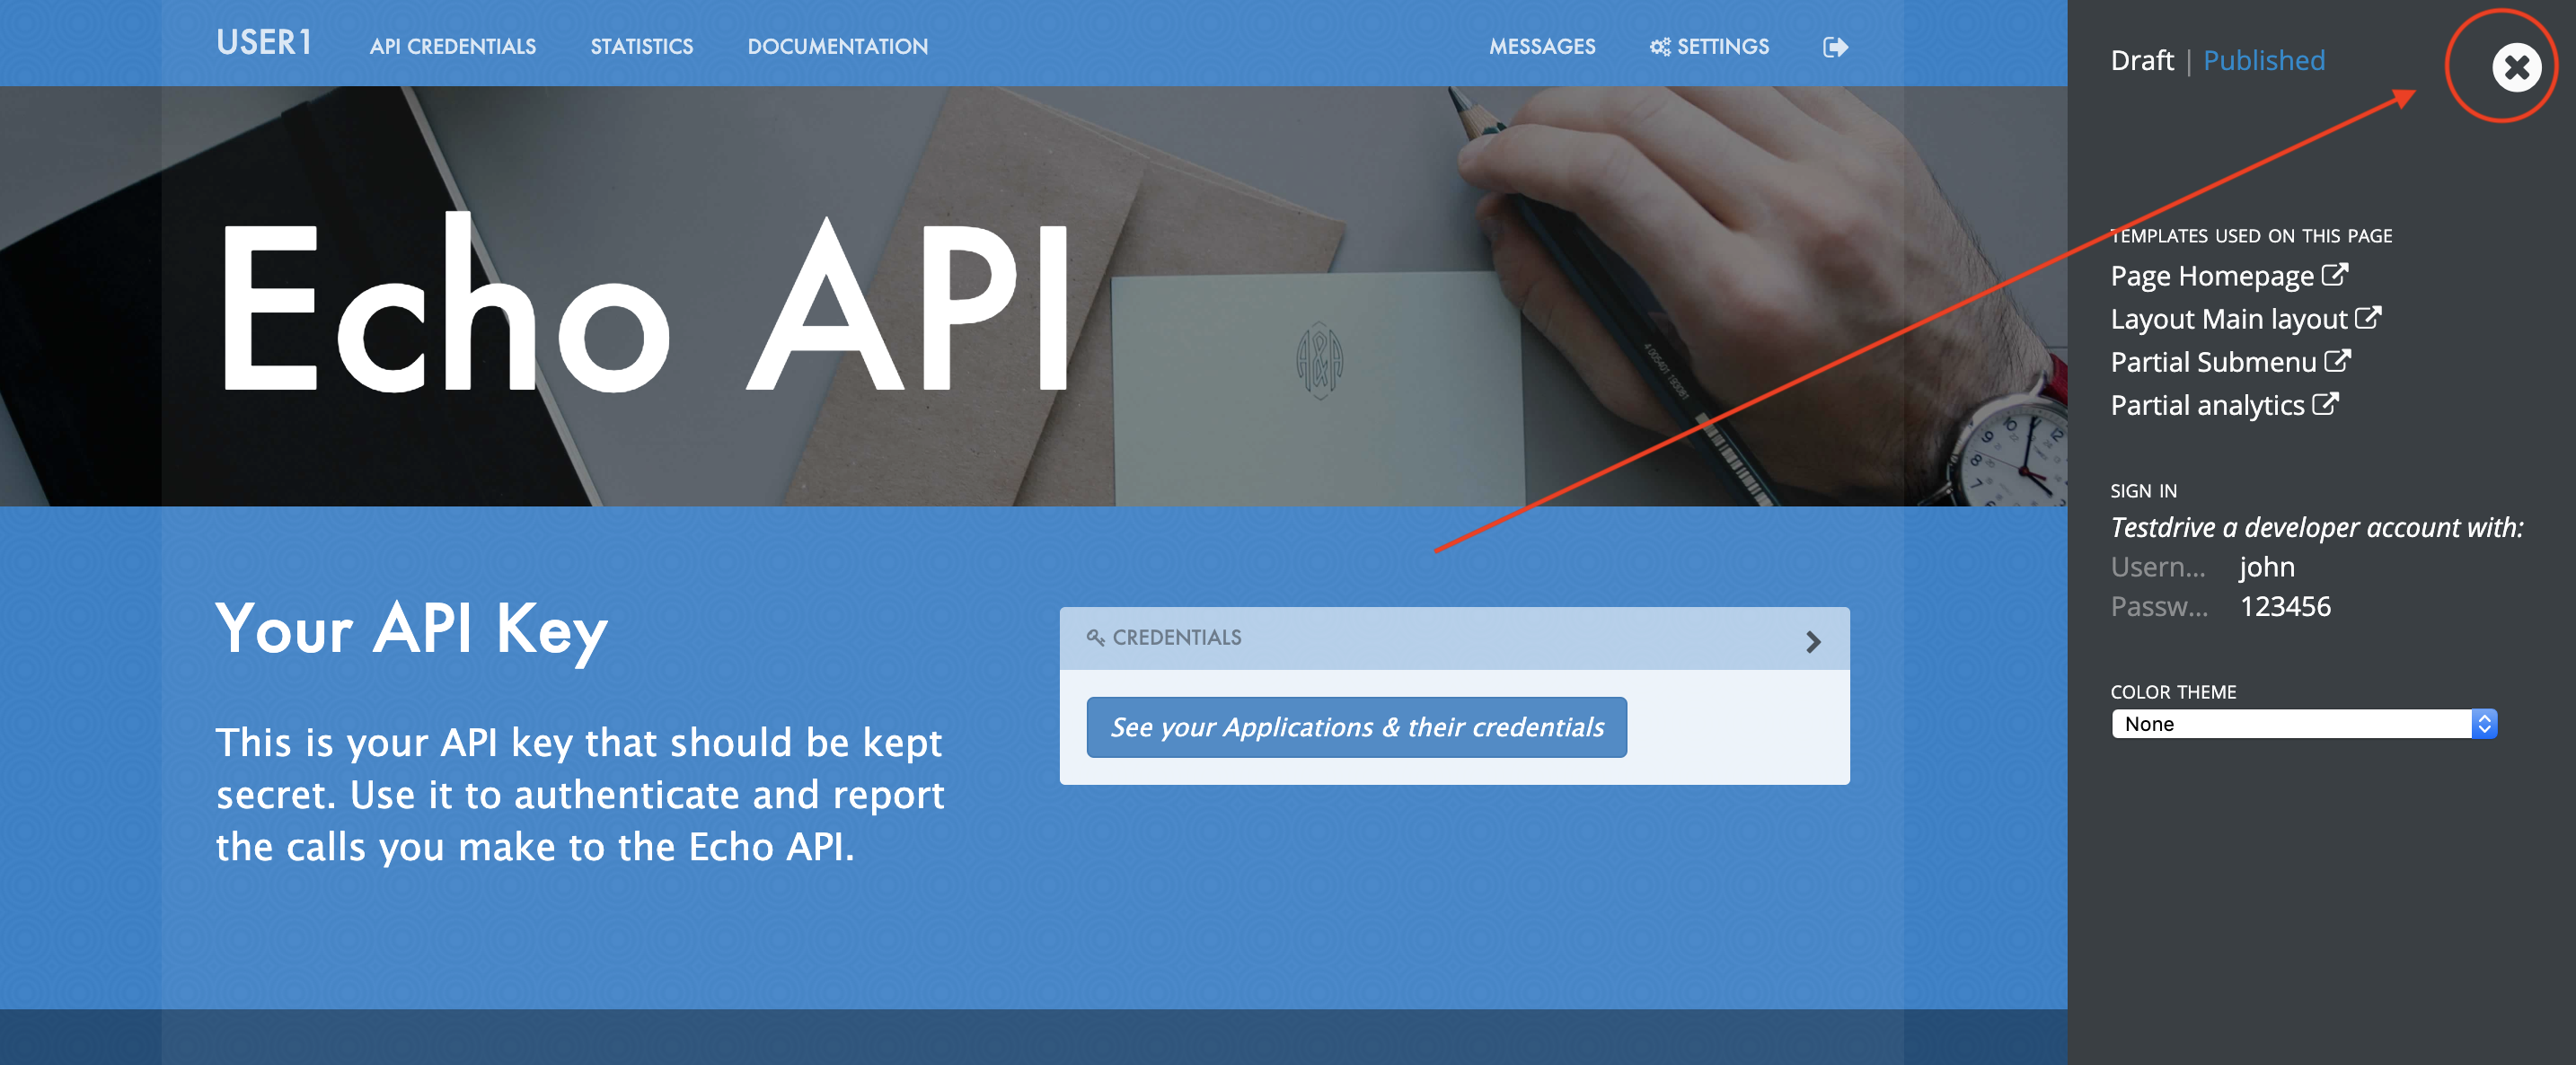 USER1
API CREDENTIALS
STATISTICS
DOCUMENTATION
MESSAGES
SETTINGS
Echo API
A&A
4 005401 193061
Your API Key
This is your API key that should be kept
secret. Use it to authenticate and report
the calls you make to the Echo API.
CREDENTIALS
See your Applications & their credentials
Draft | Published
TEMPLATES USED ON THIS PAGE
Page Homepage
Layout Main layout
Partial Submenu
Partial analytics
SIGN IN
Testdrive a developer account with:
Usern... john
Passw... 123456
COLOR THEME
None